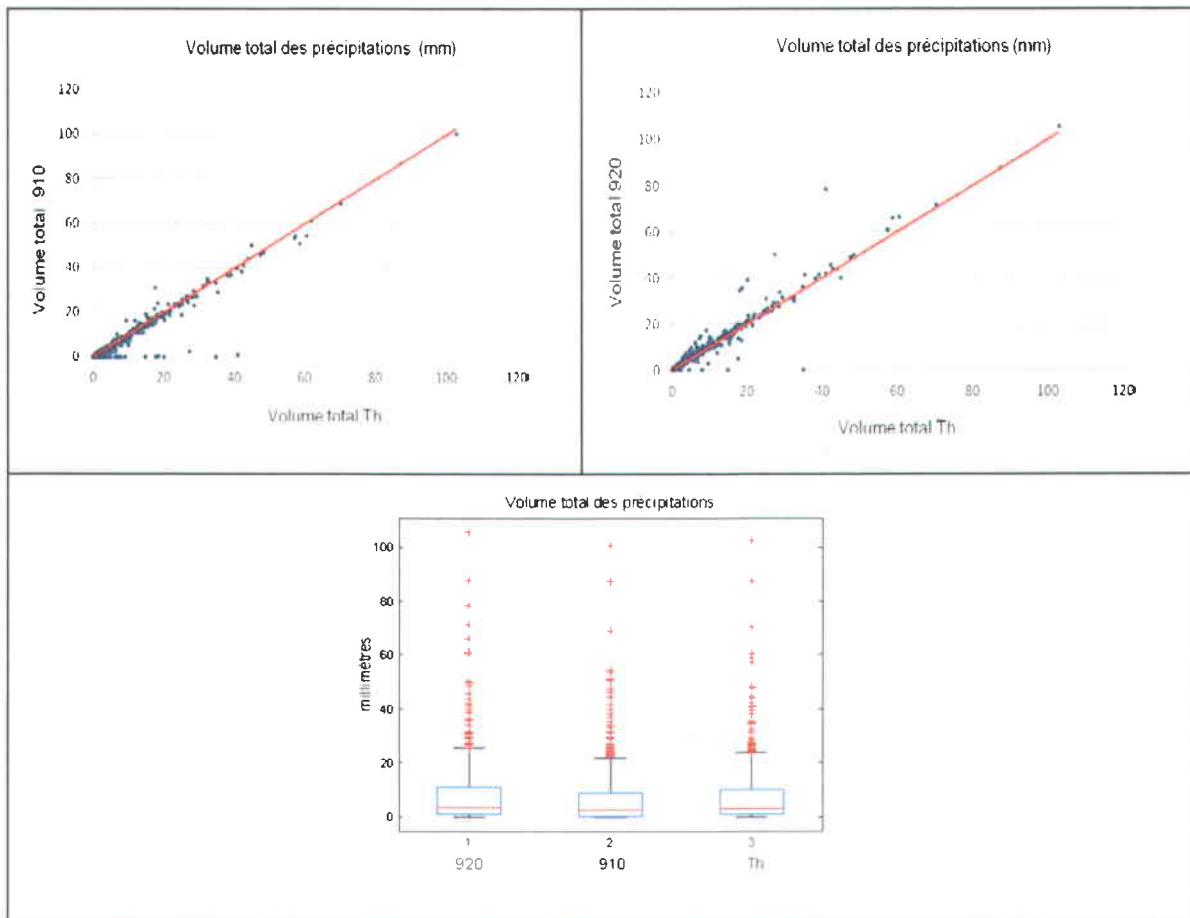 Volume total des précipitations (mm)
120
100
80
60
40
20
0
Volume total 910
0 20 40 60 80 100 120
Volume total Th
Volume total des précipitations (mm)
120
100
80
60
40
20
0
Volume total 920
0 20 40 60 80 100 120
Volume total Th
Volume total des précipitations
100
80
60
40
20
0
millimètres
1 2 3
920 910 Th